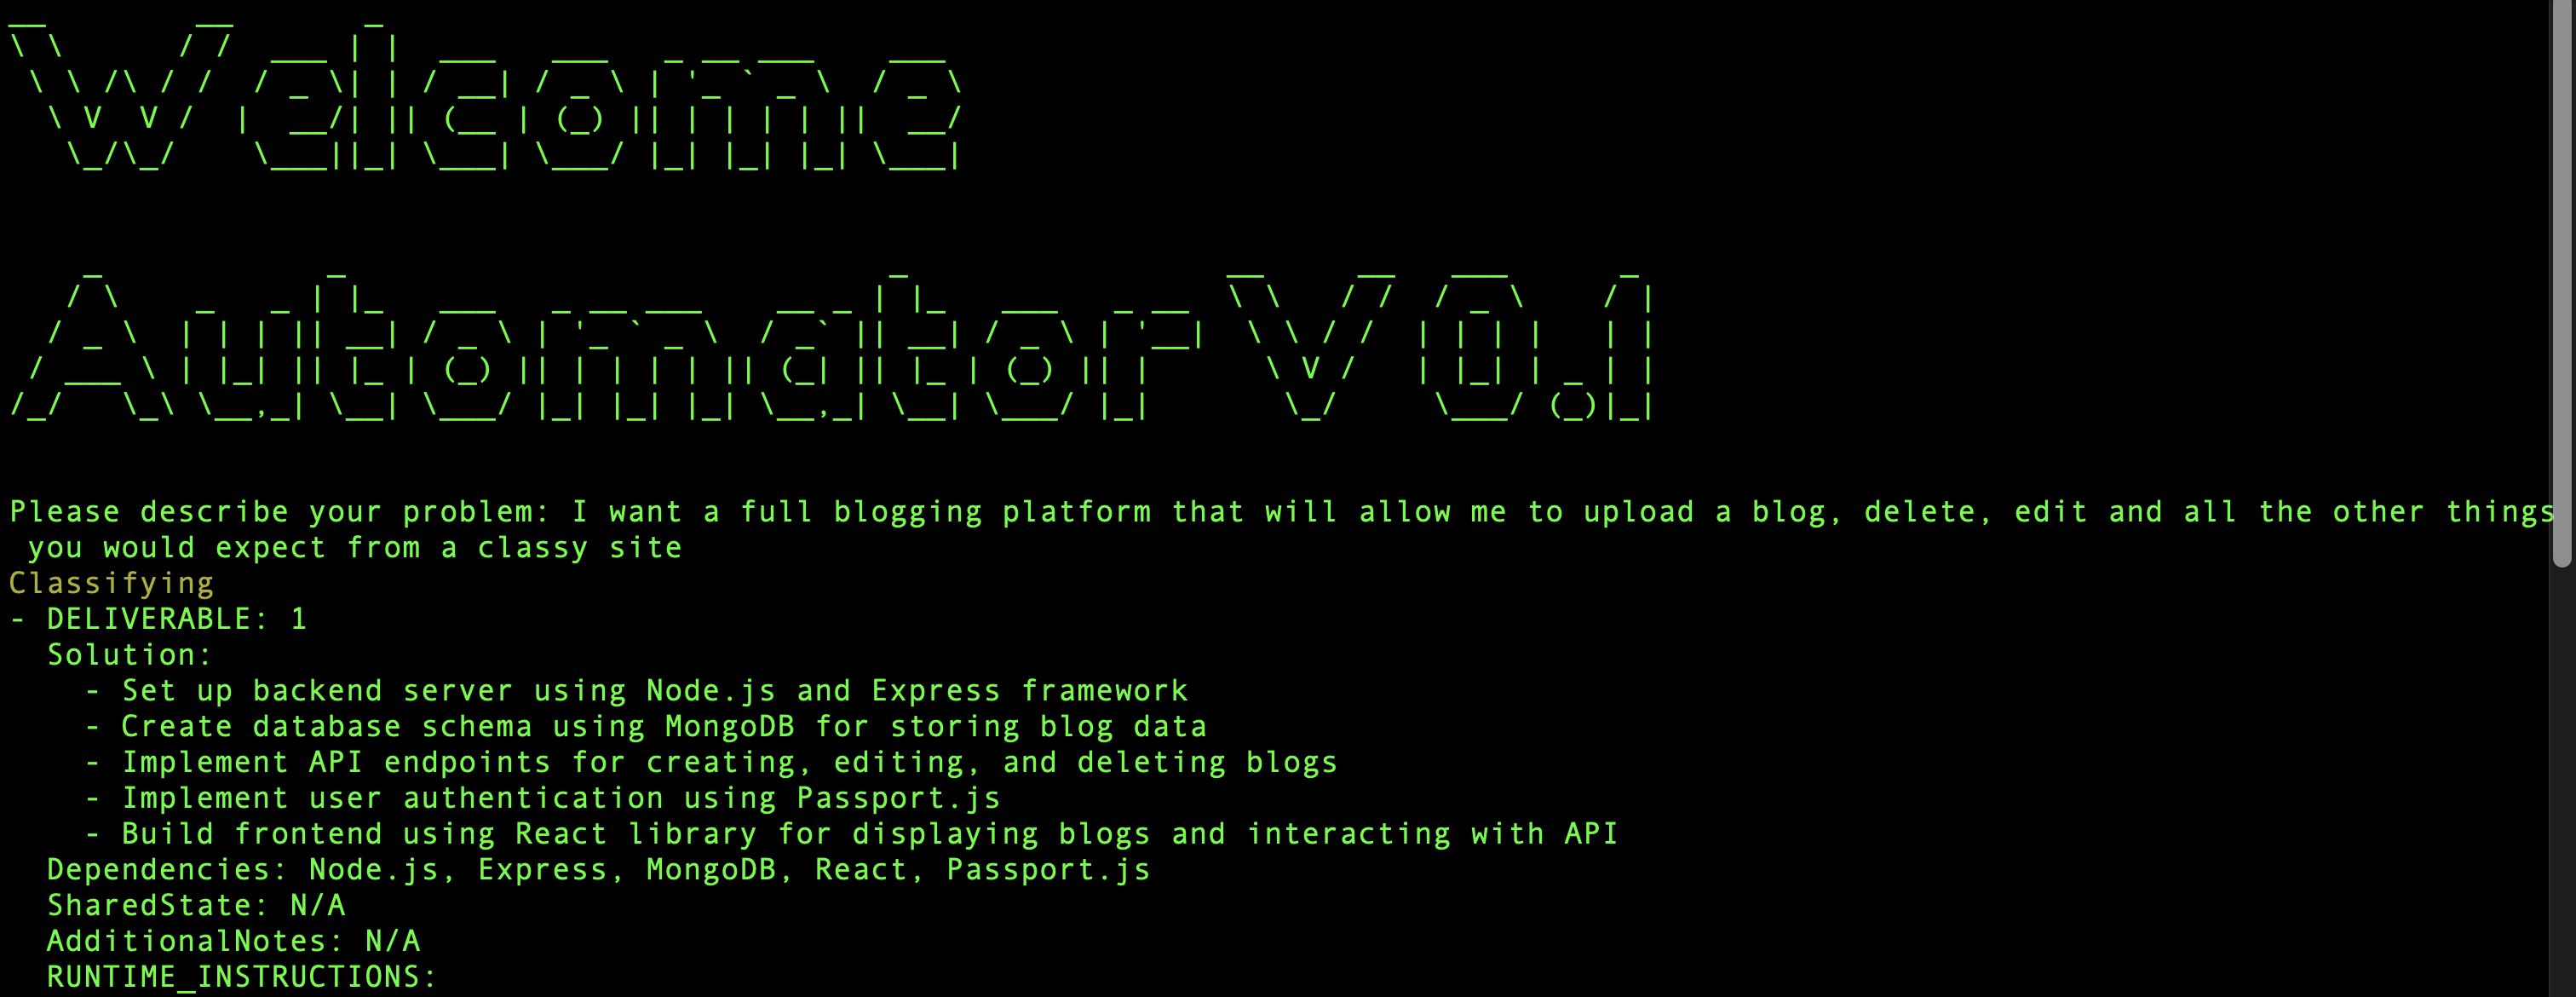 Welcome
Automator V 0.1
Please describe your problem: I want a full blogging platform that will allow me to upload a blog, delete, edit and all the other things
you would expect from a classy site
Classifying
- DELIVERABLE: 1
Solution:
- Set up backend server using Node.js and Express framework
- Create database schema using MongoDB for storing blog data
- Implement API endpoints for creating, editing, and deleting blogs
- Implement user authentication using Passport.js
- Build frontend using React library for displaying blogs and interacting with API
Dependencies: Node.js, Express, MongoDB, React, Passport.js
SharedState: N/A
AdditionalNotes: N/A
RUNTIME_INSTRUCTIONS: